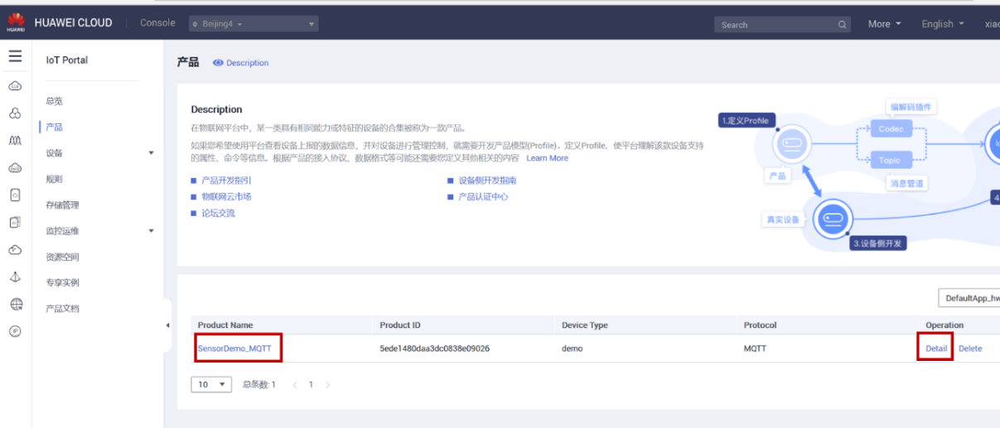 HUAWEI
HUAWEI CLOUD
Console
Beijing4
Search
More
English
IoT Portal
总览
产品
设备
规则
存储管理
监控运维
资源空间
专享实例
产品文档
产品
Description
Description
在物联网平台中，某一类具有相同能力或特征的设备的合集被称为一款产品。
如果您希望使用平台查看设备上报的数据信息，并对设备进行管理控制，就需要开发产品模型(Profile)。定义Profile，使平台理解该款设备支持
的属性、命令等信息。根据产品的接入协议、数据格式等可能还需要您定义其他相关的内容 Learn More
产品开发指引
设备侧开发指南
物联网云市场
产品认证中心
论坛交流
1.定义Profile
产品
编解码插件
Codec
Topic
消息管道
真实设备
3.设备侧开发
DefaultApp_hw
Product Name Product ID Device Type Protocol Operation
SensorDemo_MQTT 5ede1480daa3dc0838e09026 demo MQTT Detail Delete
10 总条数: 1 < 1 >